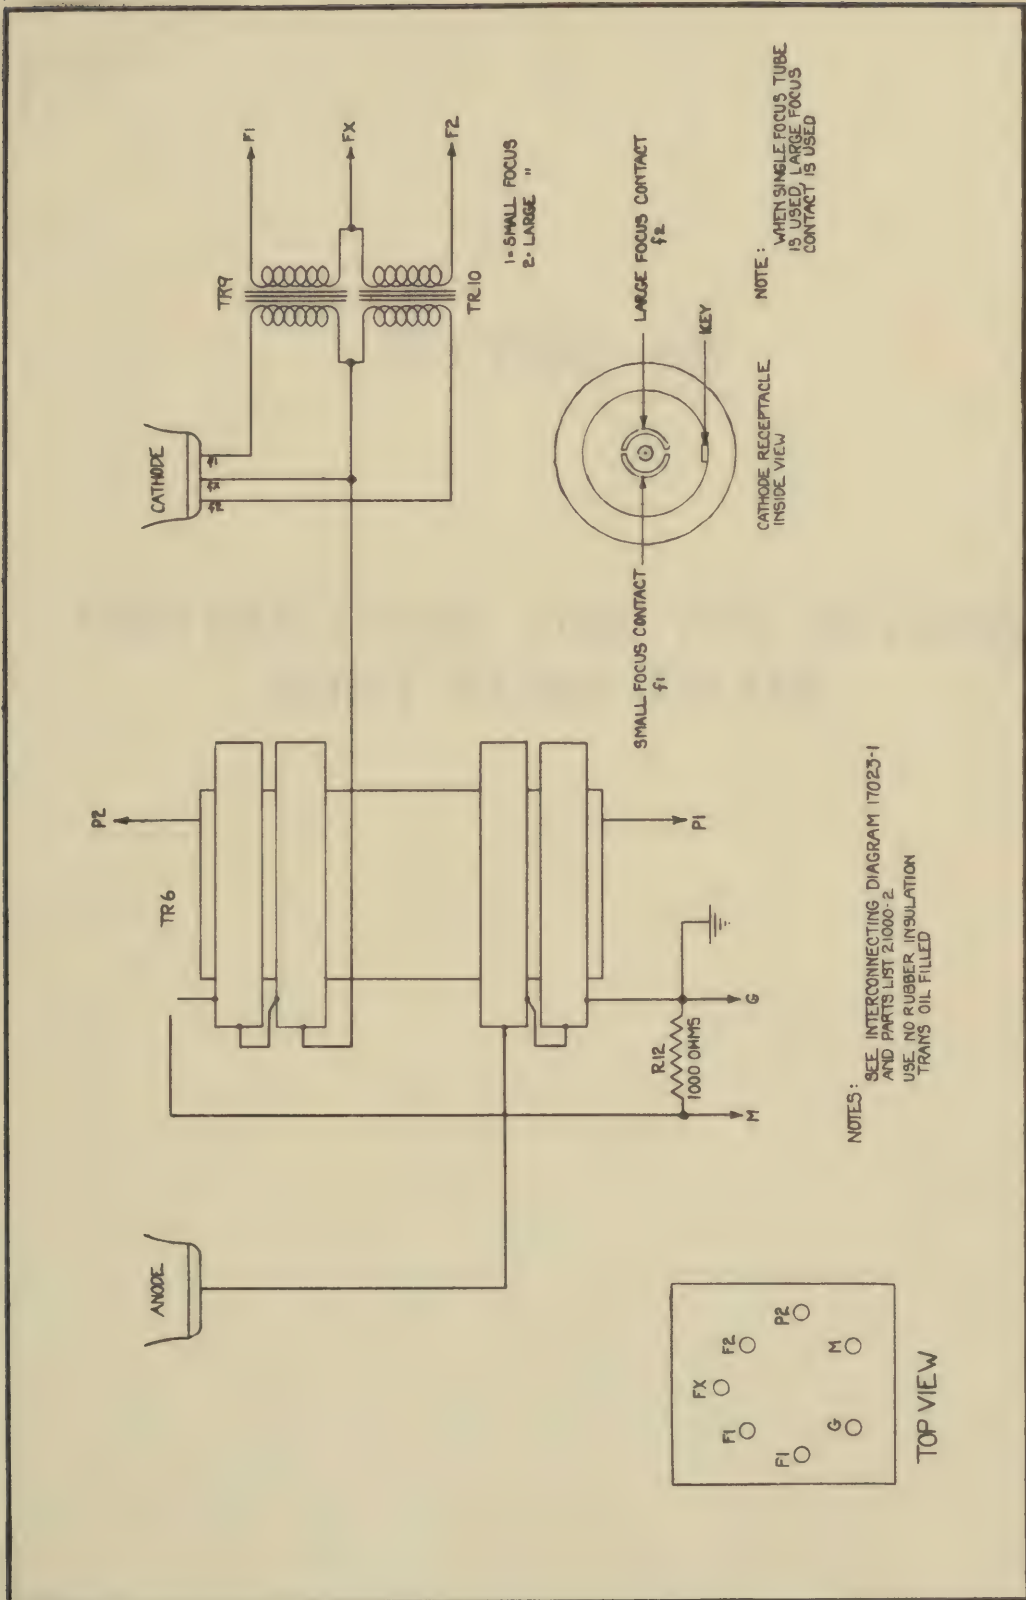 ANODE
CATHODE
TR6
P2
P1
R12
1000 OHMS
M
G
TR9
TR10
F1
FX
F2
1= SMALL FOCUS
2= LARGE "
SMALL FOCUS CONTACT
f1
LARGE FOCUS CONTACT
f2
KEY
CATHODE RECEPTACLE
INSIDE VIEW
NOTE:
WHEN SINGLE FOCUS TUBE
IS USED, LARGE FOCUS
CONTACT IS USED
NOTES:
SEE INTERCONNECTING DIAGRAM 17023-1
AND PARTS LIST 21000-2
USE NO RUBBER INSULATION
TRANS OIL FILLED
FX
F1
F2
F1
P2
G
M
TOP VIEW